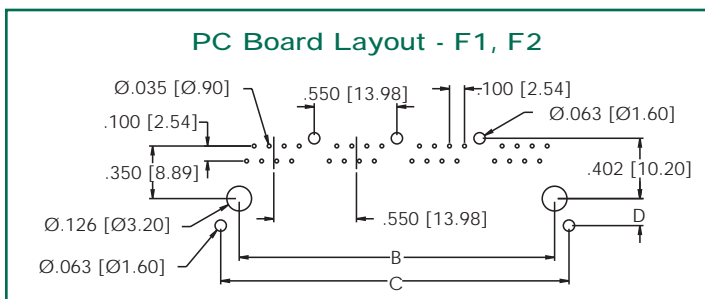 PC Board Layout - F1, F2
Ø.035 [Ø.90]
.550 [13.98]
.100 [2.54]
Ø.063 [Ø1.60]
.100 [2.54]
.350 [8.89]
.402 [10.20]
Ø.126 [Ø3.20]
.550 [13.98]
D
Ø.063 [Ø1.60]
B
C